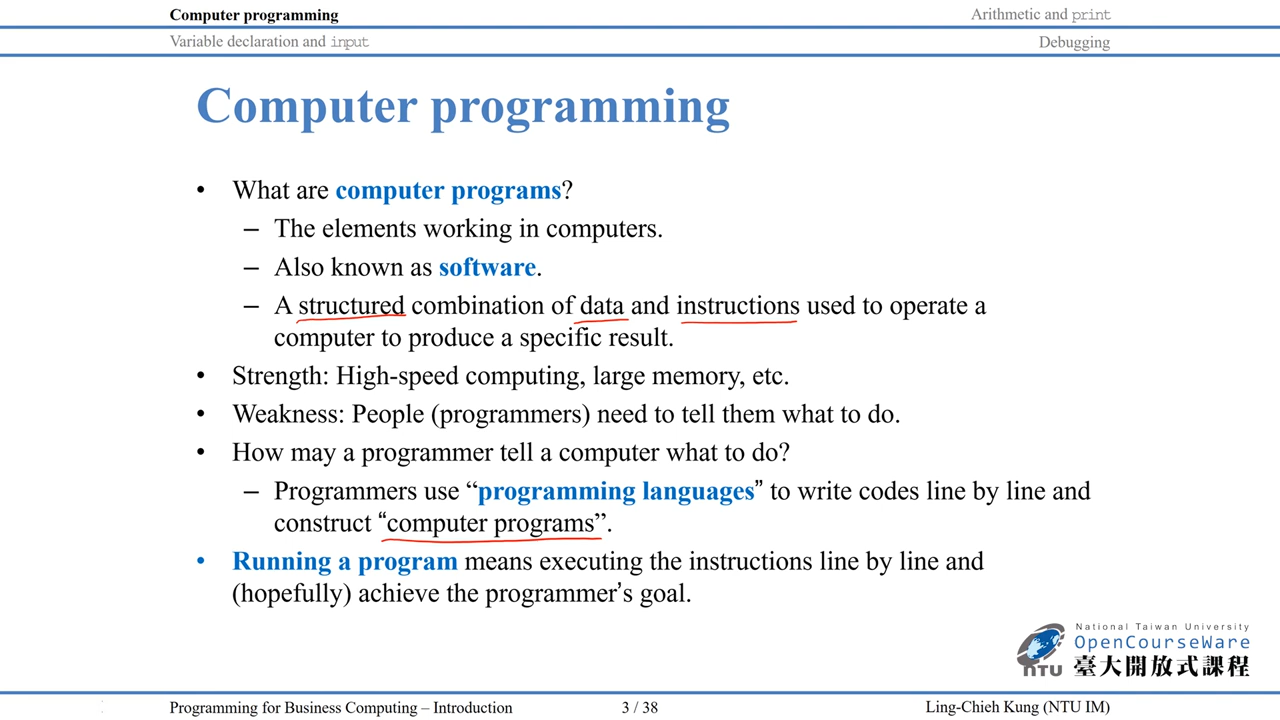 Computer programming
Arithmetic and print
Variable declaration and input
Debugging
Computer programming
• What are computer programs?
– The elements working in computers.
– Also known as software.
– A structured combination of data and instructions used to operate a
computer to produce a specific result.
• Strength: High-speed computing, large memory, etc.
• Weakness: People (programmers) need to tell them what to do.
• How may a programmer tell a computer what to do?
– Programmers use “programming languages” to write codes line by line and
construct “computer programs”.
• Running a program means executing the instructions line by line and
(hopefully) achieve the programmer’s goal.
National Taiwan University
OpenCourseWare
NTU 臺大開放式課程
Programming for Business Computing – Introduction
3 / 38
Ling-Chieh Kung (NTU IM)